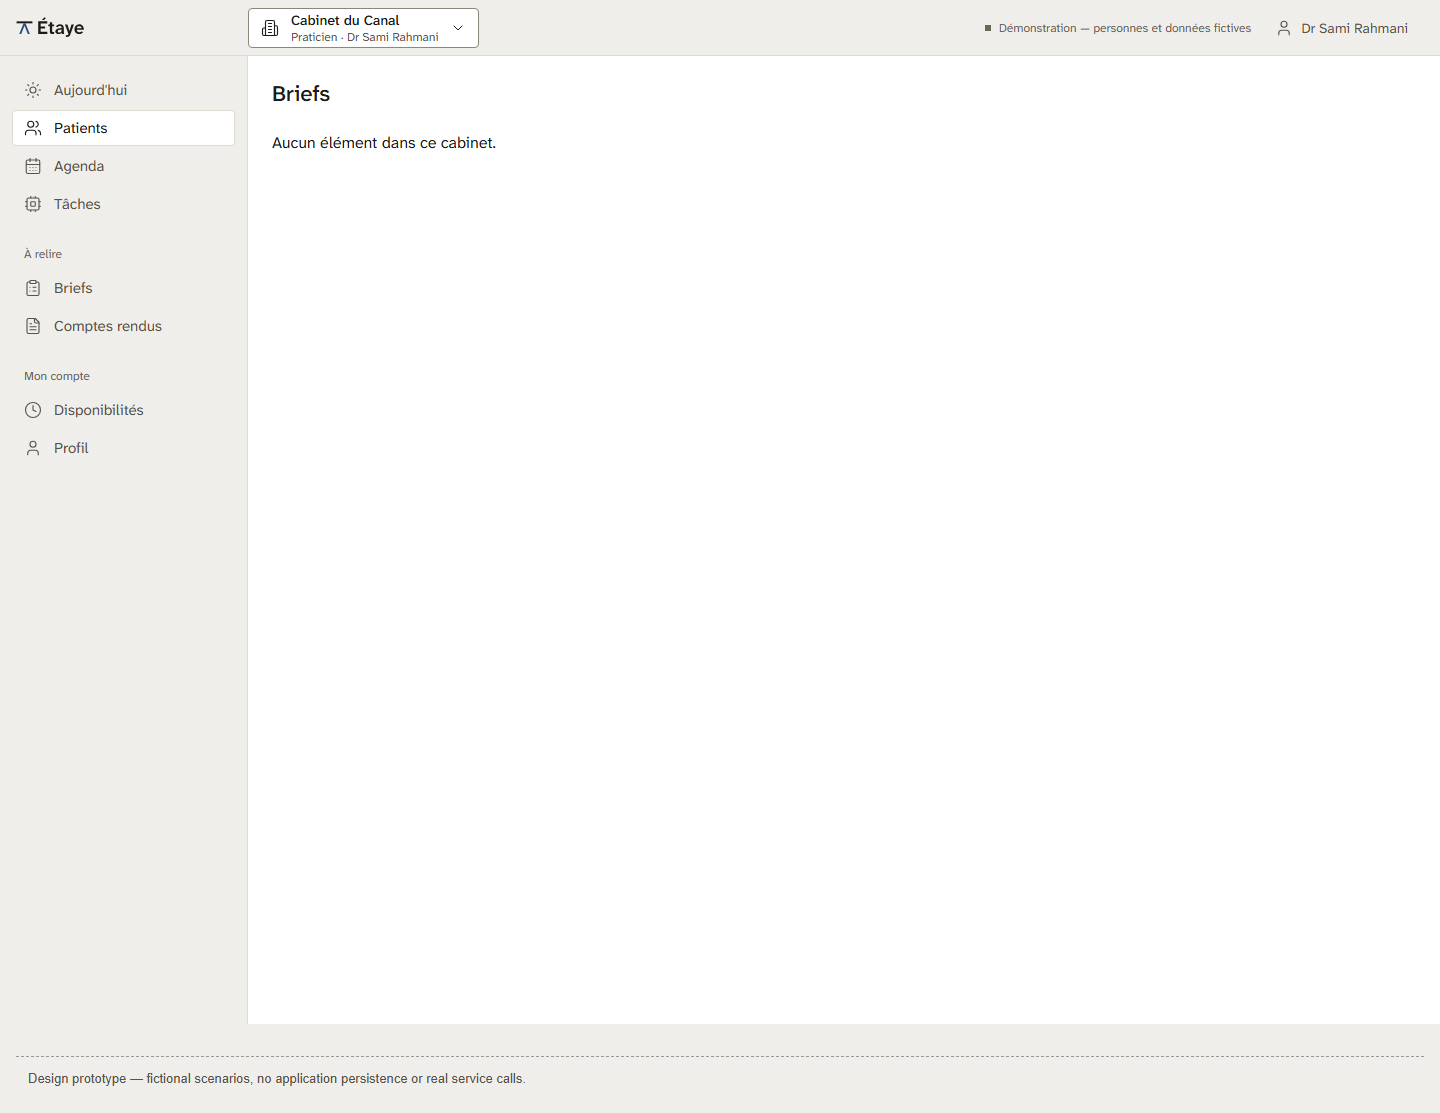 Étaye
Cabinet du Canal
Praticien · Dr Sami Rahmani
Démonstration — personnes et données fictives
Dr Sami Rahmani
Aujourd'hui
Patients
Agenda
Tâches
À relire
Briefs
Comptes rendus
Mon compte
Disponibilités
Profil
Briefs
Aucun élément dans ce cabinet.
Design prototype — fictional scenarios, no application persistence or real service calls.